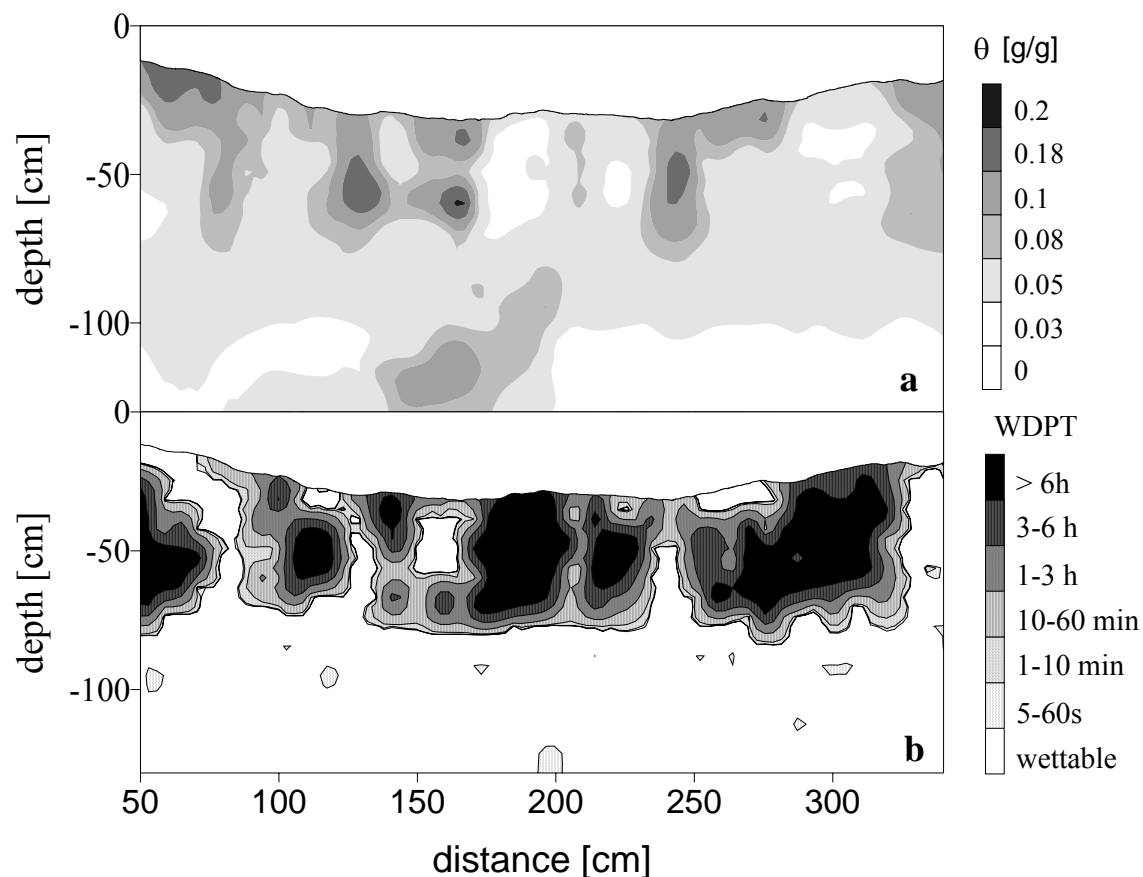 0
-50
-100
depth [cm]
a
θ [g/g]
0.2
0.18
0.1
0.08
0.05
0.03
0
0
-50
-100
depth [cm]
b
WDPT
> 6h
3-6 h
1-3 h
10-60 min
1-10 min
5-60s
wettable
50
100
150
200
250
300
distance [cm]